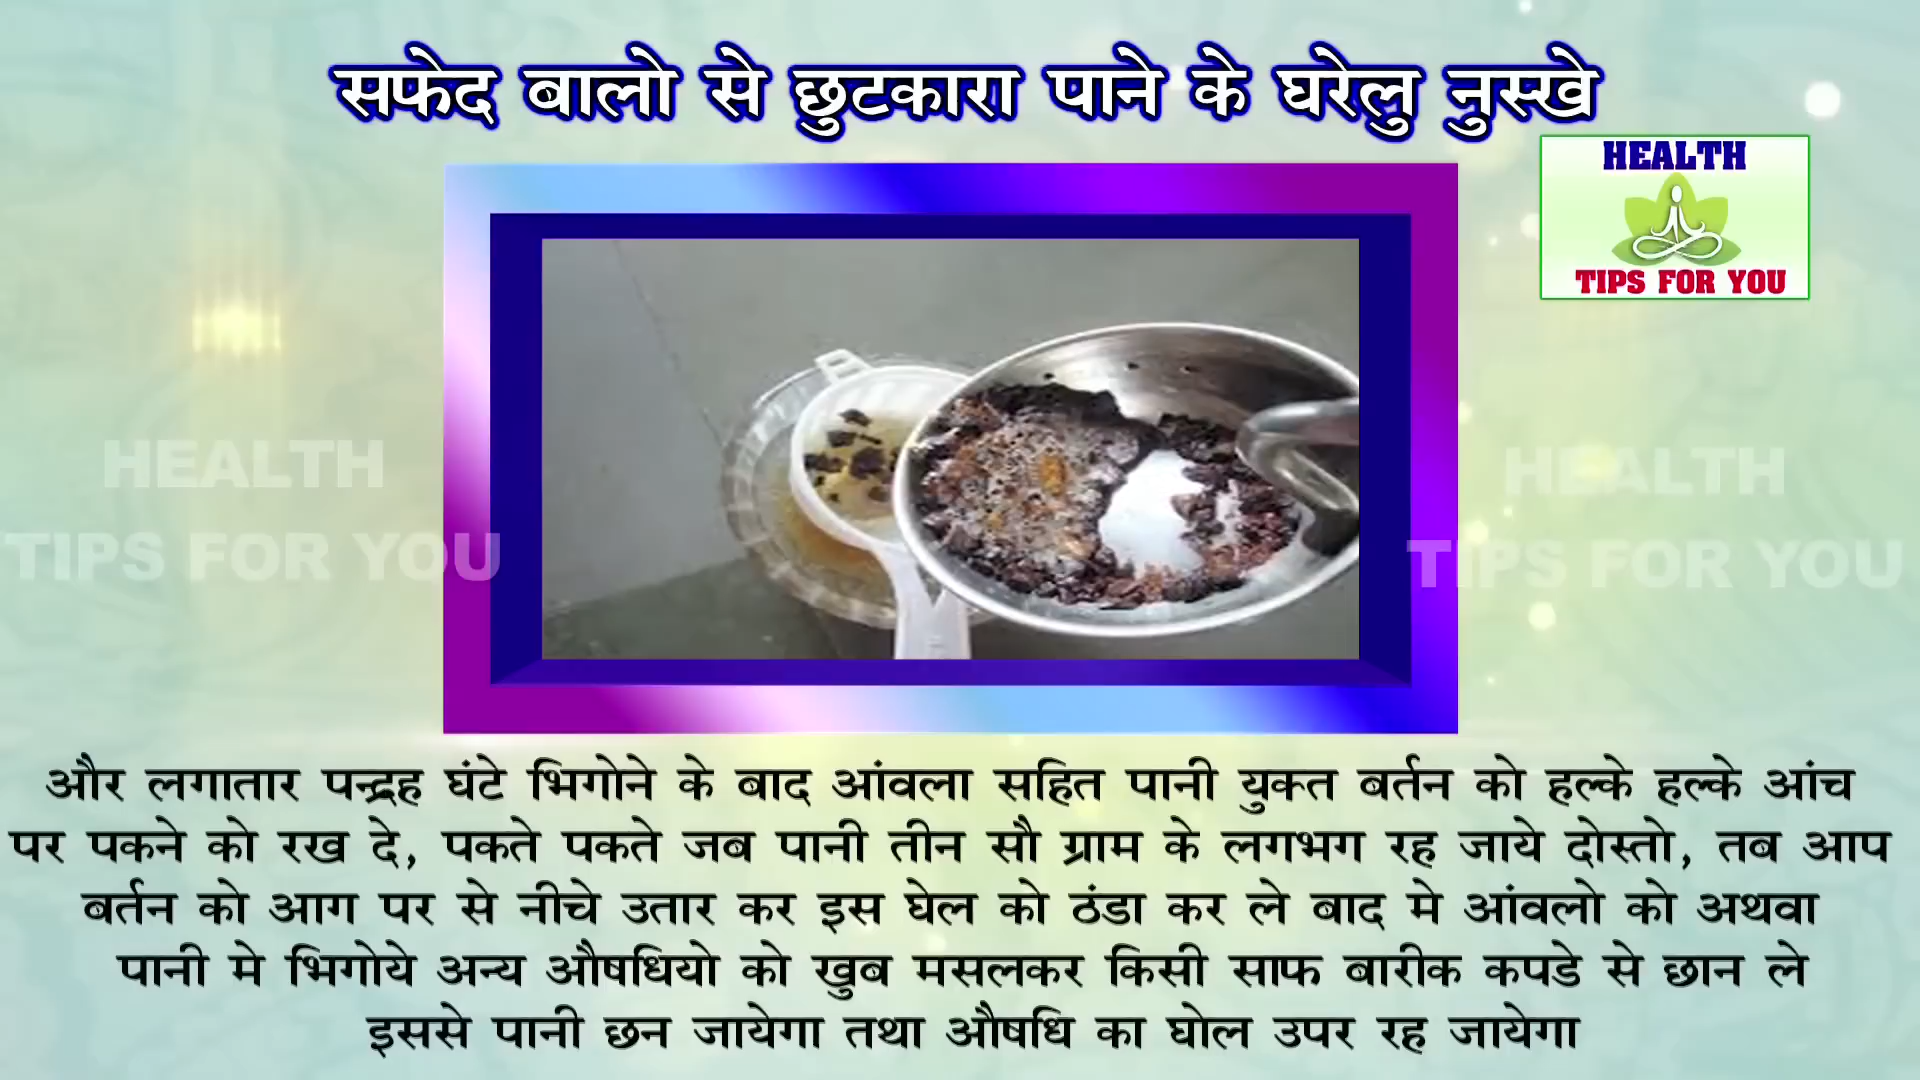 सफेद बालो से छुटकारा पाने के घरेलु नुस्खे
HEALTH
TIPS FOR YOU
HEALTH
TIPS FOR YOU
HEALTH
TIPS FOR YOU
और लगातार पन्द्रह घंटे भिगोने के बाद आंवला सहित पानी युक्त बर्तन को हल्के हल्के आंच
पर पकने को रख दे, पकते पकते जब पानी तीन सौ ग्राम के लगभग रह जाये दोस्तो, तब आप
बर्तन को आग पर से नीचे उतार कर इस घेल को ठंडा कर ले बाद मे आंवलो को अथवा
पानी मे भिगोये अन्य औषधियो को खुब मसलकर किसी साफ बारीक कपडे से छान ले
इससे पानी छन जायेगा तथा औषधि का घोल उपर रह जायेगा